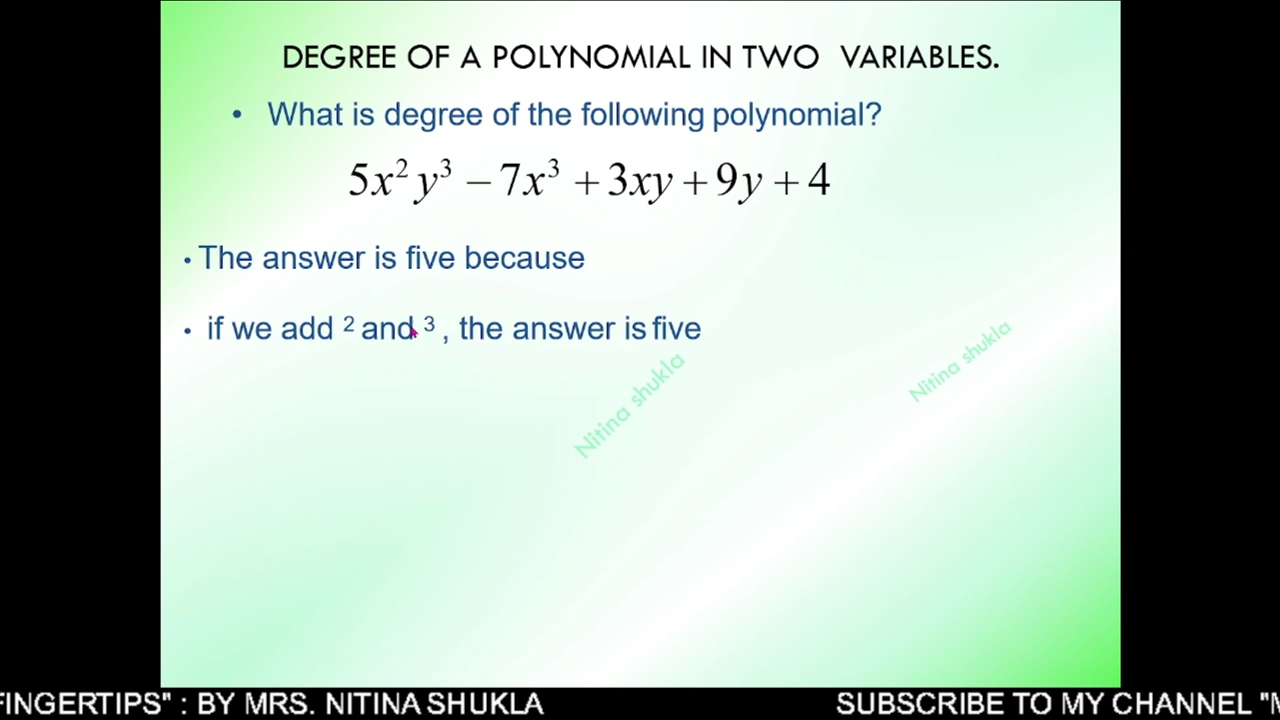 DEGREE OF A POLYNOMIAL IN TWO VARIABLES.
• What is degree of the following polynomial?
5x² y³ − 7x³ + 3xy + 9y + 4
• The answer is five because
• if we add ² and ³ , the answer is five
Nitina shukla
Nitina shukla
FINGERTIPS" : BY MRS. NITINA SHUKLA SUBSCRIBE TO MY CHANNEL "